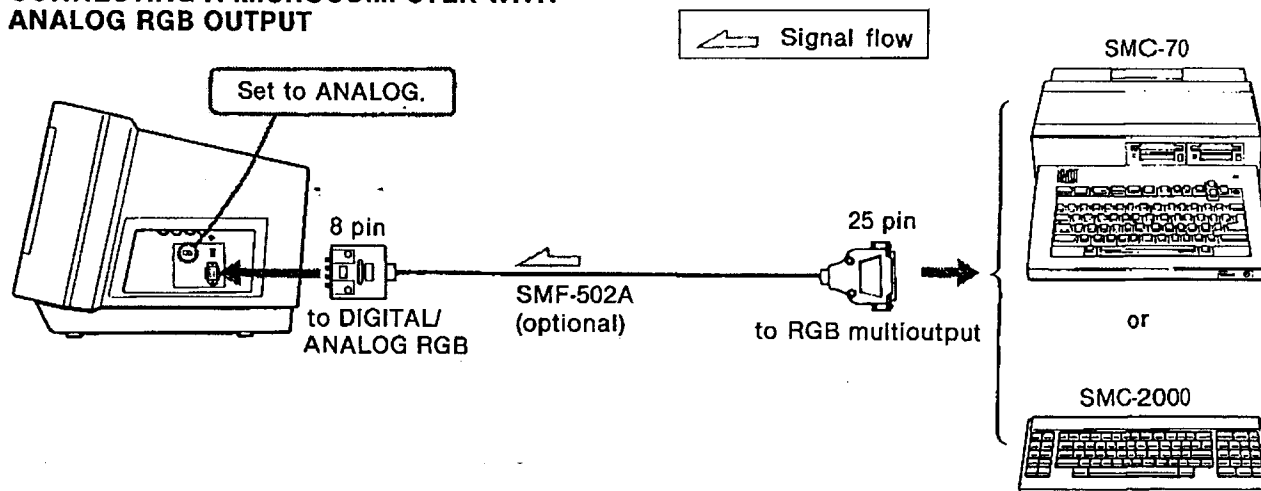 ANALOG RGB OUTPUT
Signal flow
SMC-70
Set to ANALOG.
8 pin
25 pin
SMF-502A
(optional)
to DIGITAL/
ANALOG RGB
to RGB multioutput
or
SMC-2000